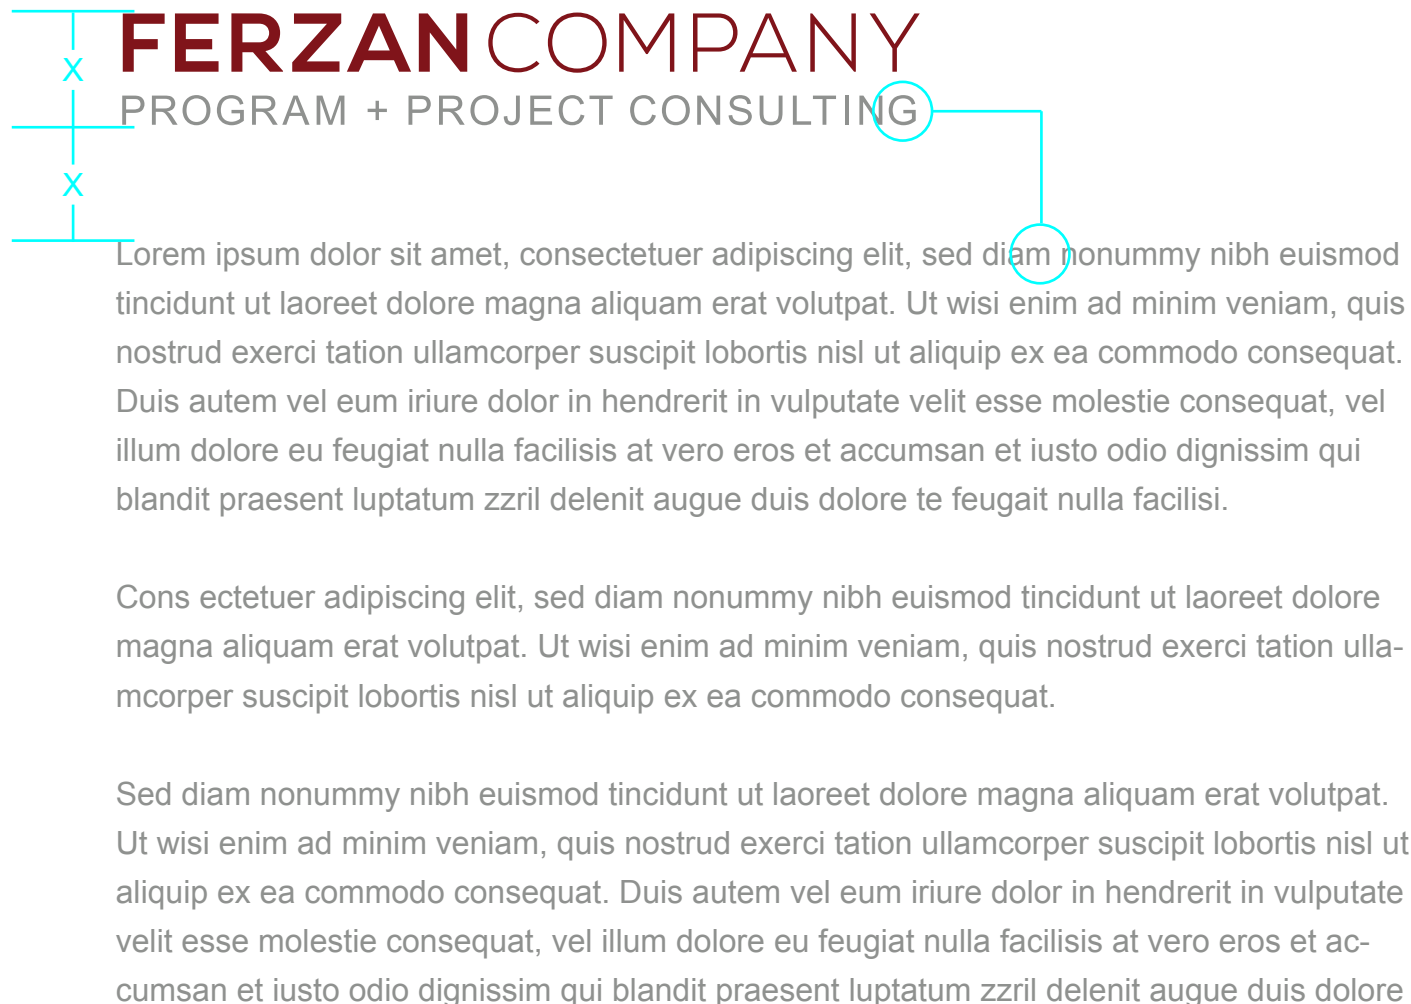 FERZANCOMPANY
PROGRAM + PROJECT CONSULTING
X
X
Lorem ipsum dolor sit amet, consectetuer adipiscing elit, sed diam nonummy nibh euismod
tincidunt ut laoreet dolore magna aliquam erat volutpat. Ut wisi enim ad minim veniam, quis
nostrud exerci tation ullamcorper suscipit lobortis nisl ut aliquip ex ea commodo consequat.
Duis autem vel eum iriure dolor in hendrerit in vulputate velit esse molestie consequat, vel
illum dolore eu feugiat nulla facilisis at vero eros et accumsan et iusto odio dignissim qui
blandit praesent luptatum zzril delenit augue duis dolore te feugait nulla facilisi.
Cons ectetuer adipiscing elit, sed diam nonummy nibh euismod tincidunt ut laoreet dolore
magna aliquam erat volutpat. Ut wisi enim ad minim veniam, quis nostrud exerci tation ulla-
mcorper suscipit lobortis nisl ut aliquip ex ea commodo consequat.
Sed diam nonummy nibh euismod tincidunt ut laoreet dolore magna aliquam erat volutpat.
Ut wisi enim ad minim veniam, quis nostrud exerci tation ullamcorper suscipit lobortis nisl ut
aliquip ex ea commodo consequat. Duis autem vel eum iriure dolor in hendrerit in vulputate
velit esse molestie consequat, vel illum dolore eu feugiat nulla facilisis at vero eros et ac-
cumsan et iusto odio dignissim qui blandit praesent luptatum zzril delenit augue duis dolore